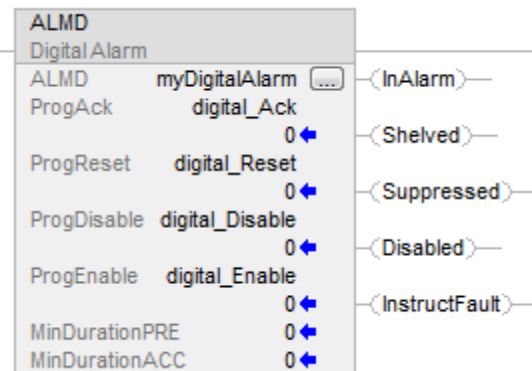 ALMD
Digital Alarm
ALMD myDigitalAlarm ... (InAlarm)
ProgAck digital_Ack
0 (Shelved)
ProgReset digital_Reset
0 (Suppressed)
ProgDisable digital_Disable
0 (Disabled)
ProgEnable digital_Enable
0 (InstructFault)
MinDurationPRE 0
MinDurationACC 0